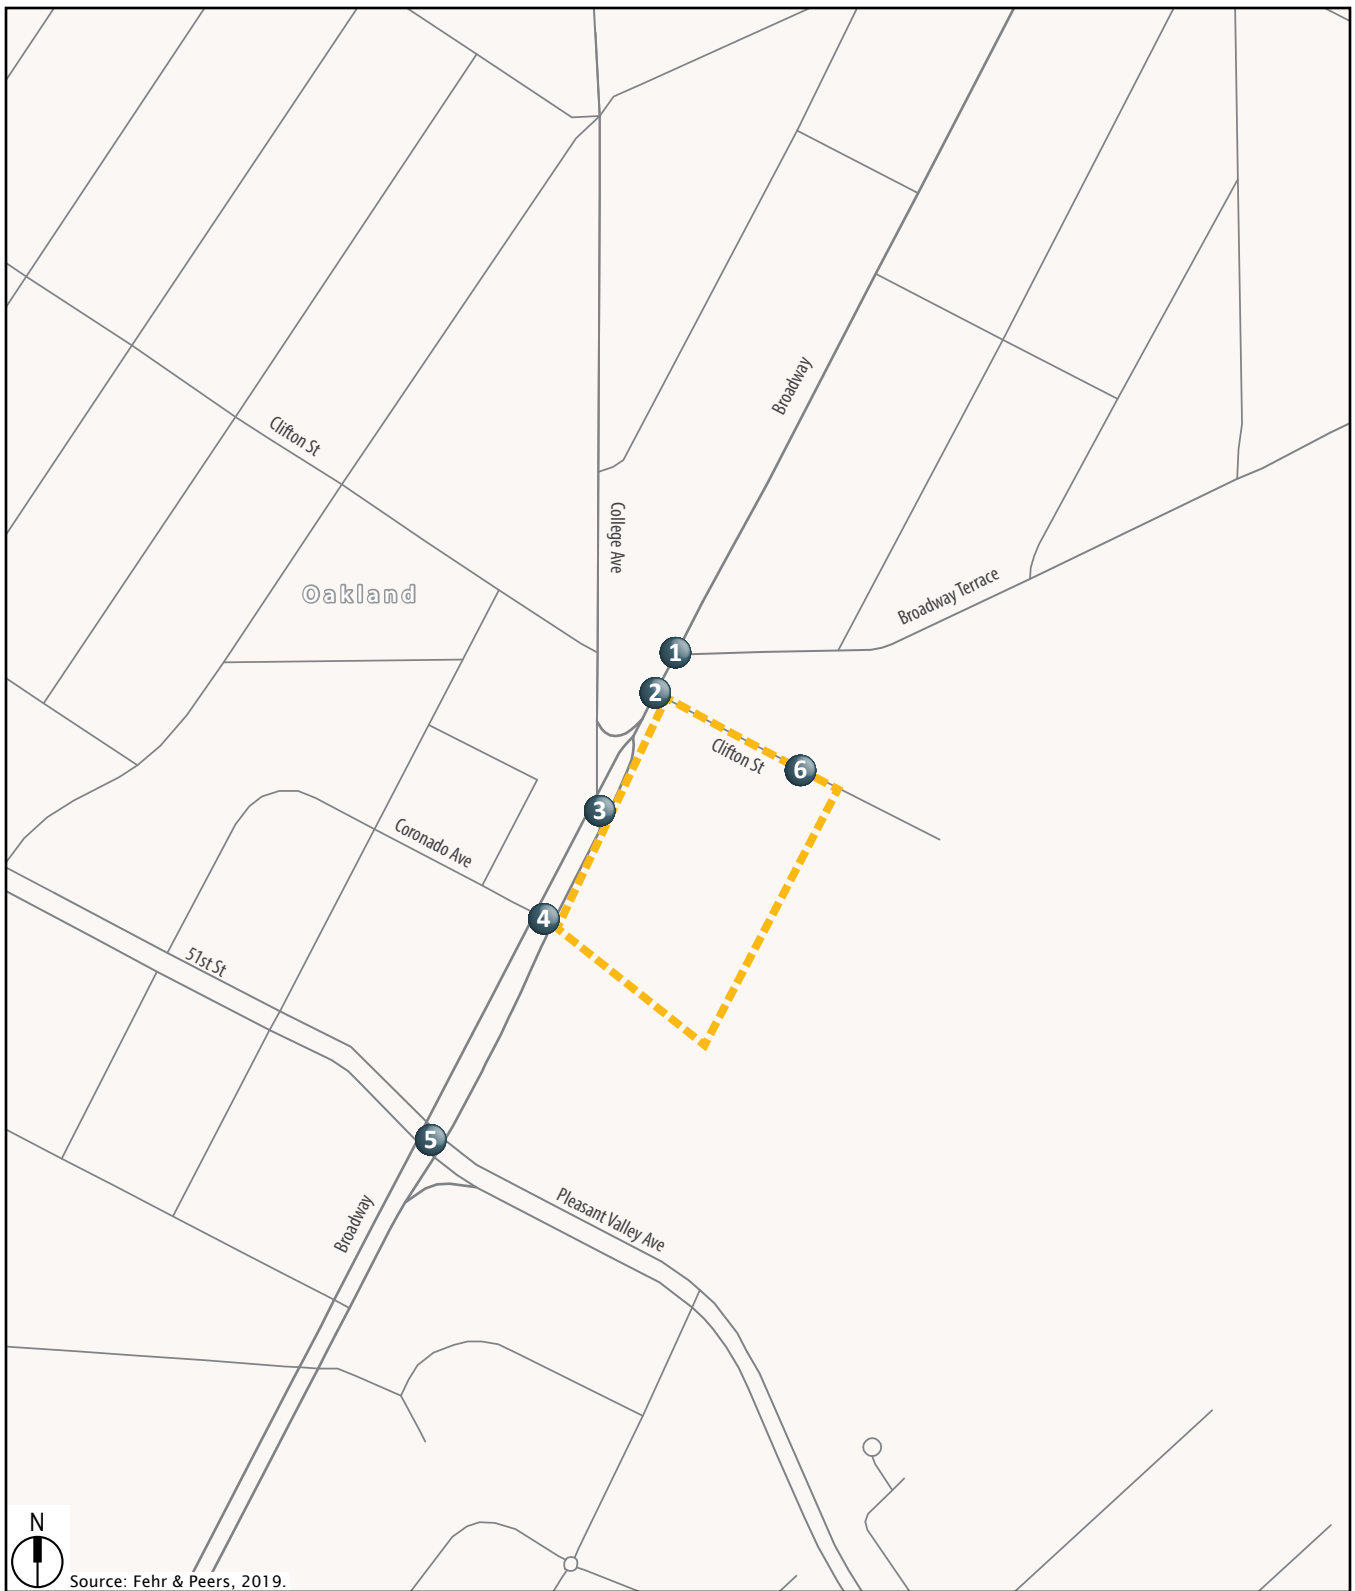 Broadway
Clifton St
College Ave
Oakland
Broadway Terrace
1
2
Clifton St
6
3
Coronado Ave
4
51st St
5
Pleasant Valley Ave
Broadway
N
Source: Fehr & Peers, 2019.